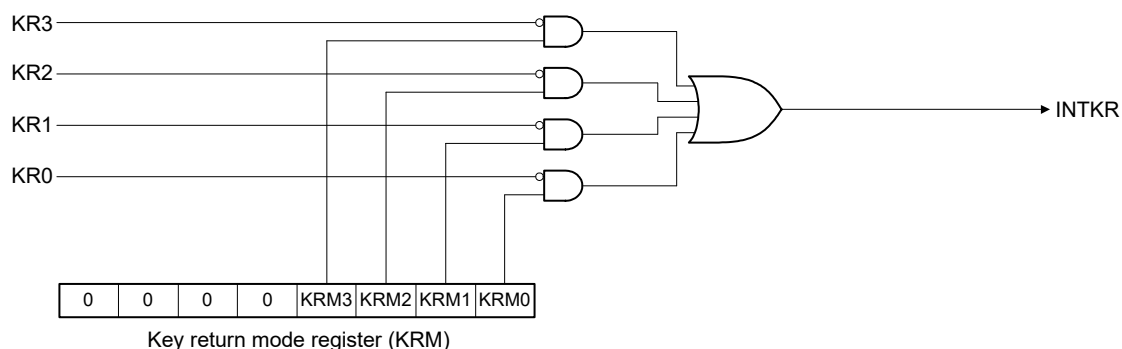 KR3
KR2
KR1
INTKR
KR0
0 0 0 0 KRM3 KRM2 KRM1 KRM0
Key return mode register (KRM)